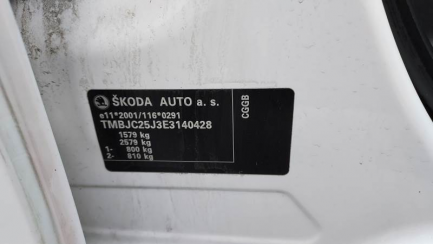 ŠKODA AUTO a. s.
e11*2001/116*0291
TMBJC25J3E3140428
1579 kg
2579 kg
1- 800 kg
2- 810 kg
CGGB